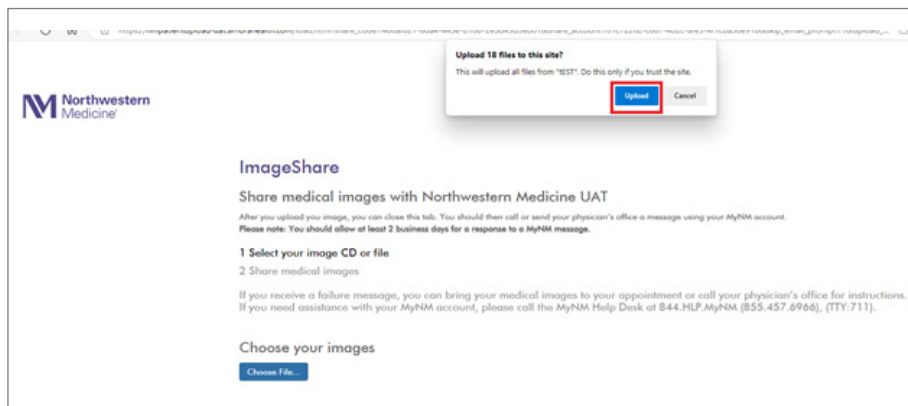 Upload 18 files to this site?
This will upload all files from "tEST". Do this only if you trust the site.
Upload Cancel
Northwestern
Medicine
ImageShare
Share medical images with Northwestern Medicine UAT
After you upload you image, you can close this tab. You should then call or send your physician's office a message using your MyNM account.
Please note: You should allow at least 2 business days for a response to a MyNM message.
1 Select your image CD or file
2 Share medical images
If you receive a failure message, you can bring your medical images to your appointment or call your physician's office for instructions.
If you need assistance with your MyNM account, please call the MyNM Help Desk at 844.HLP.MyNM (855.457.6966), (TTY:711).
Choose your images
Choose File...